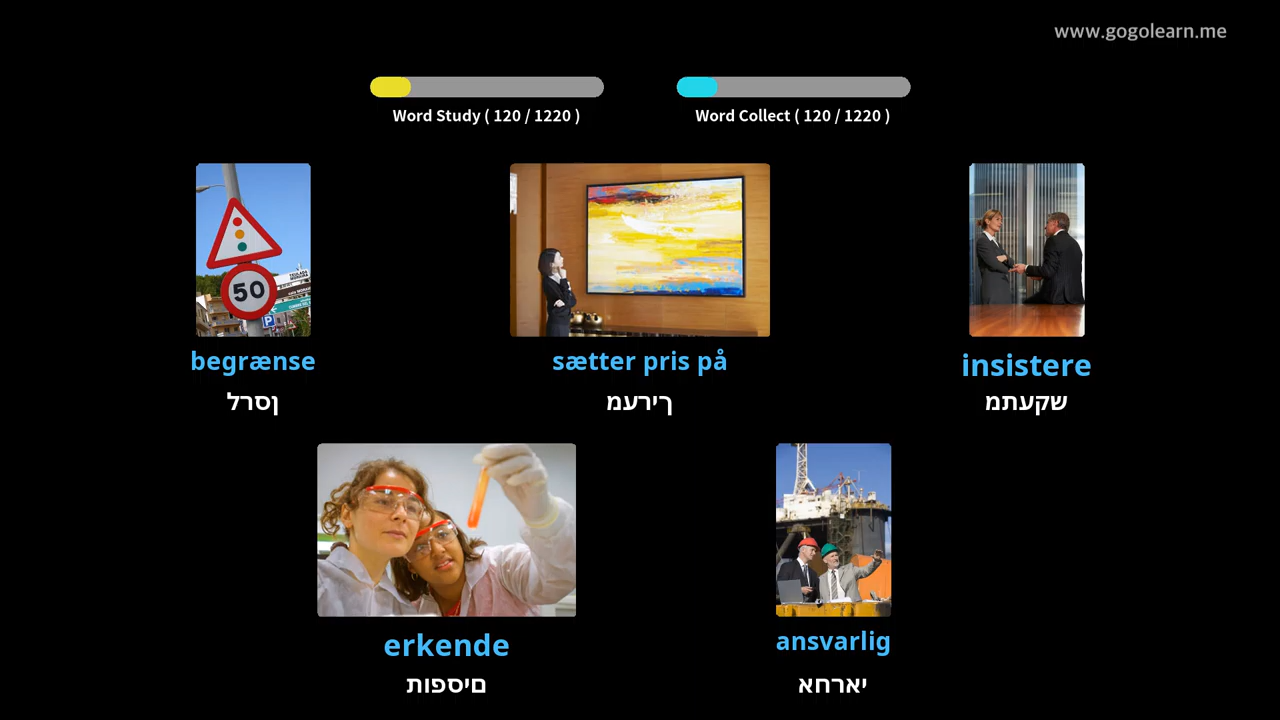 www.gogolearn.me
Word Study ( 120 / 1220 )
Word Collect ( 120 / 1220 )
50
P
begrænse
sætter pris på
insistere
ןסרל
ךירעמ
שקעתמ
erkende
ansvarlig
םיספות
יארחא